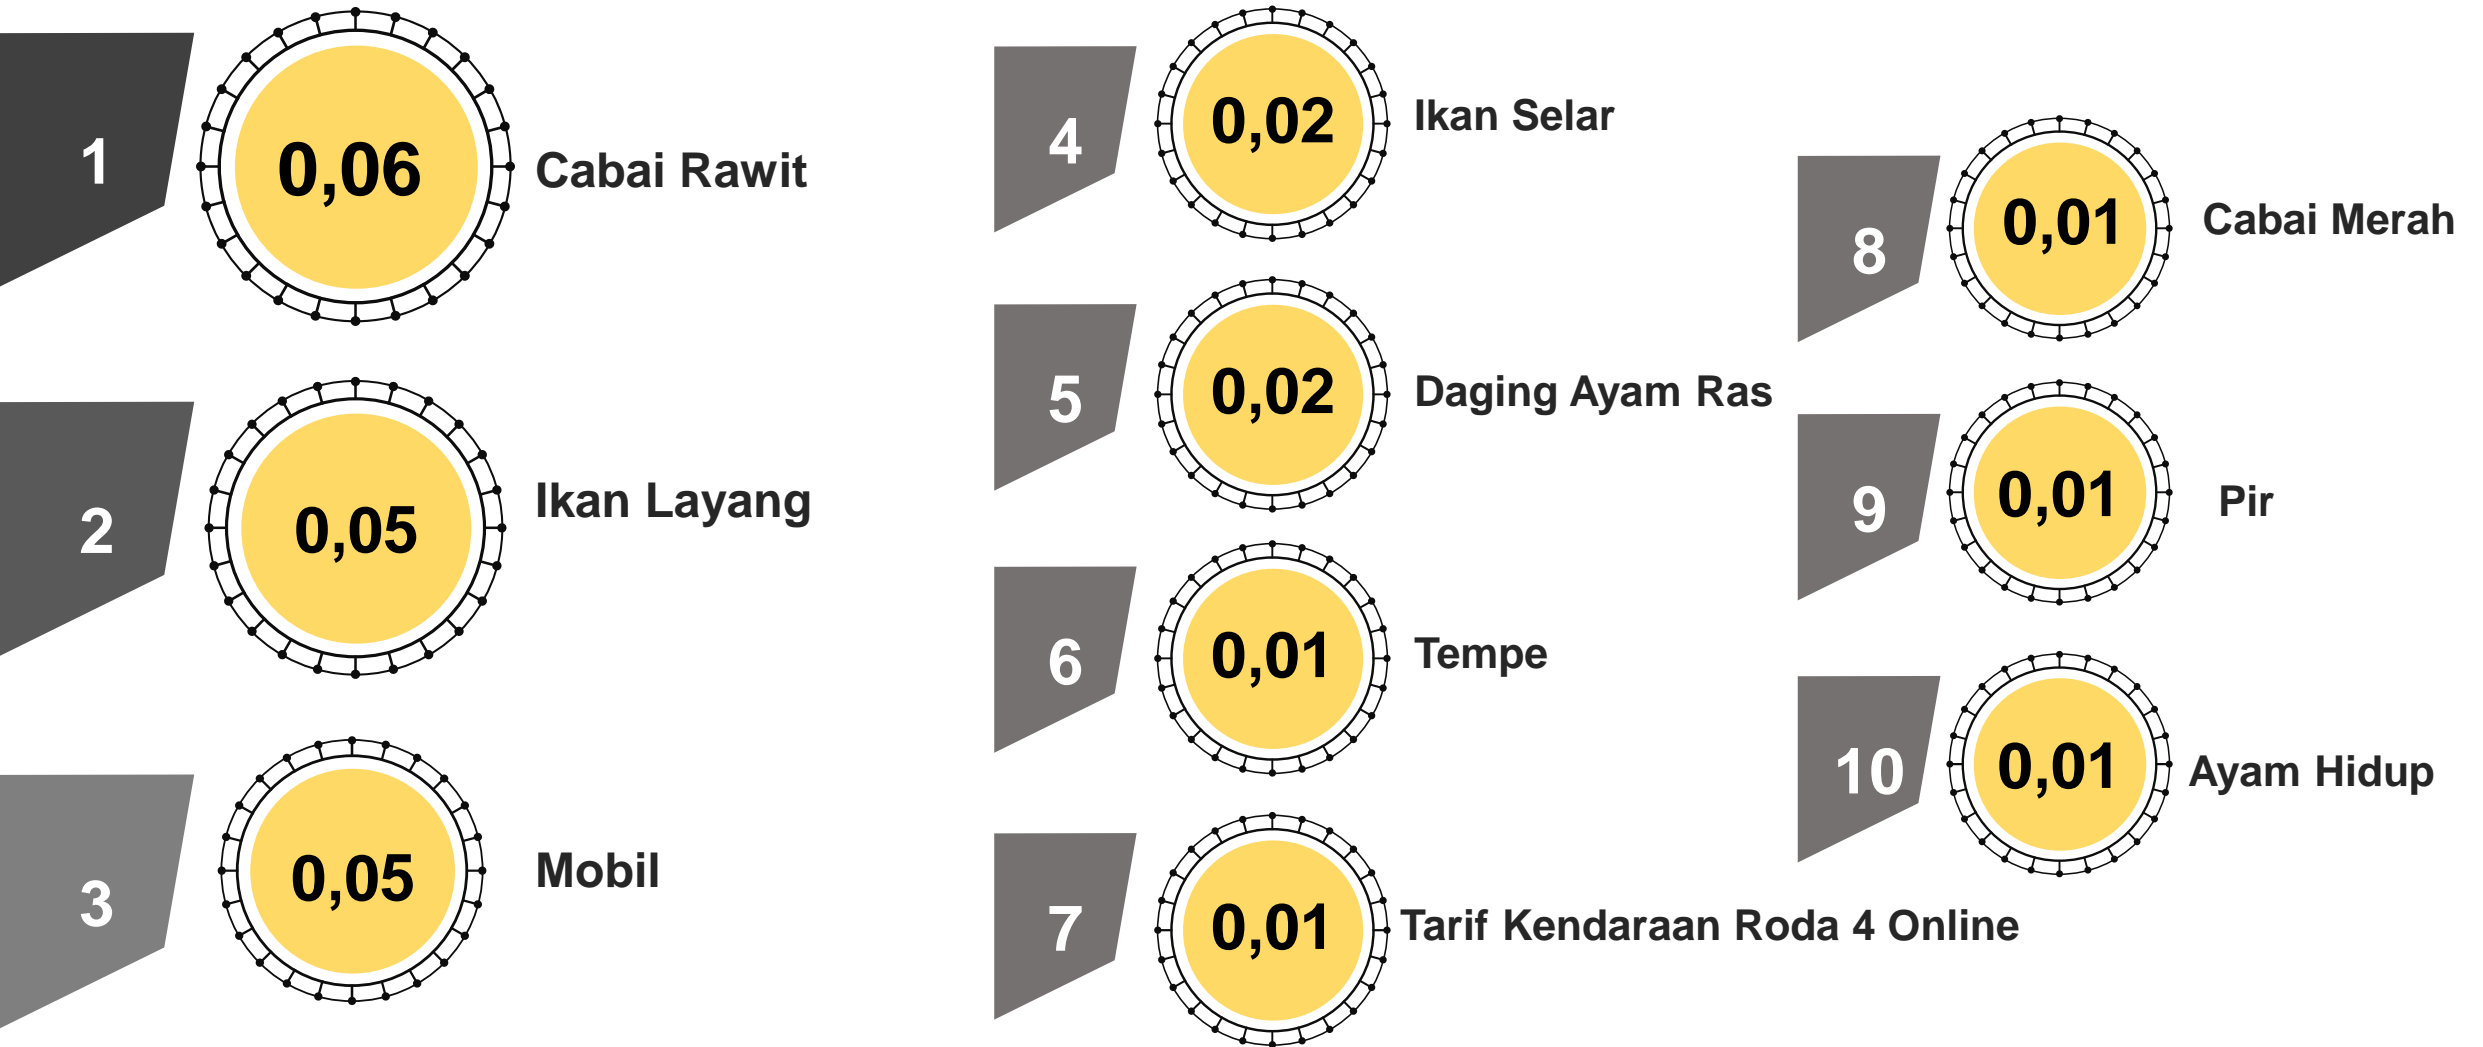 1
0,06
Cabai Rawit
2
0,05
Ikan Layang
3
0,05
Mobil
4
0,02
Ikan Selar
5
0,02
Daging Ayam Ras
6
0,01
Tempe
7
0,01
Tarif Kendaraan Roda 4 Online
8
0,01
Cabai Merah
9
0,01
Pir
10
0,01
Ayam Hidup